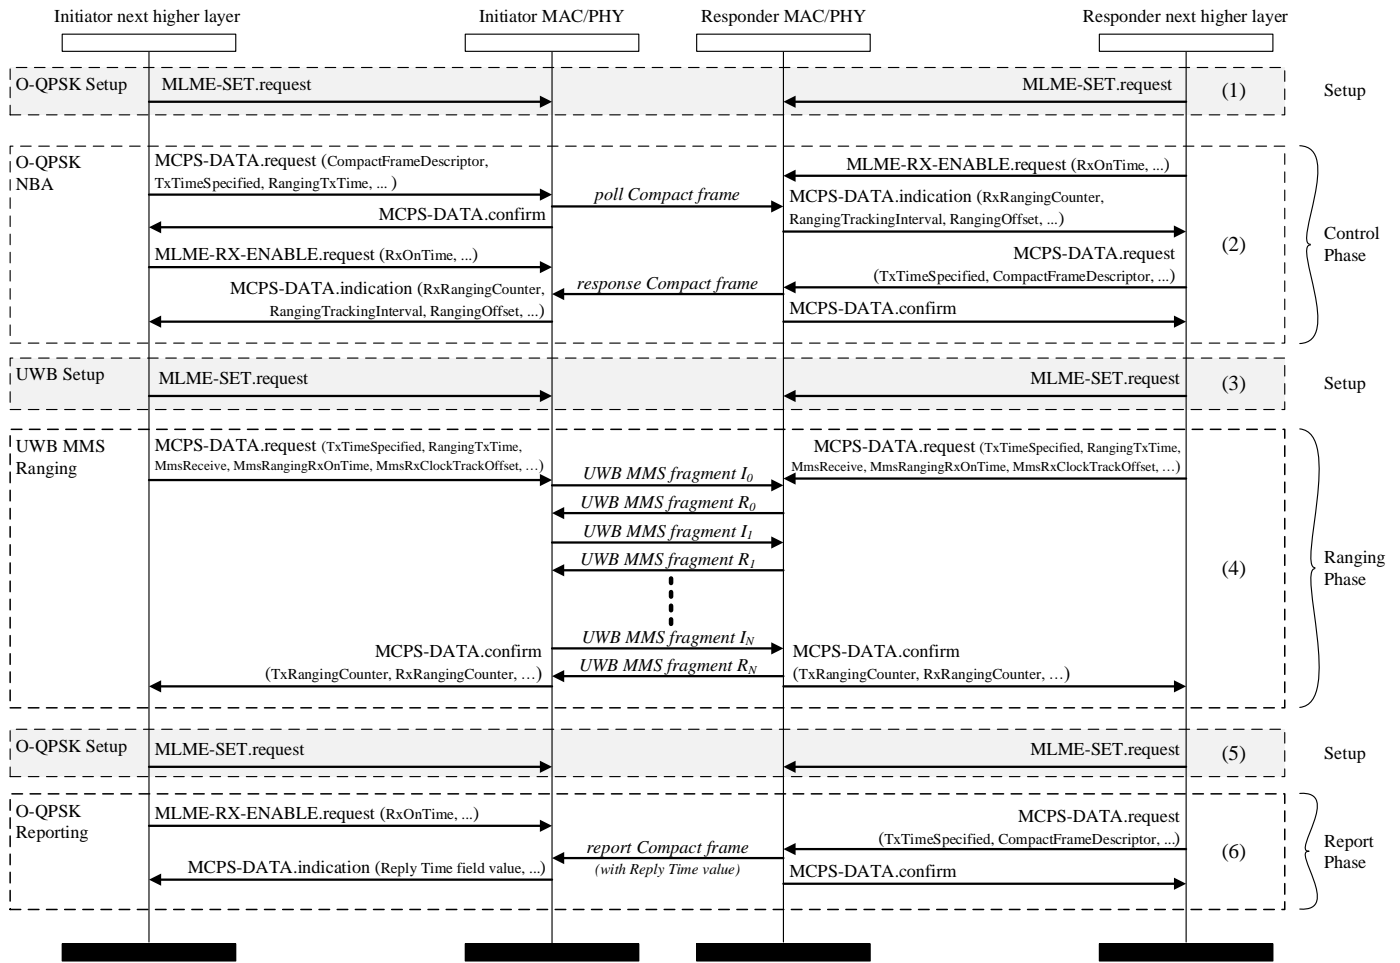 Initiator next higher layer
Initiator MAC/PHY
Responder MAC/PHY
Responder next higher layer
O-QPSK Setup
MLME-SET.request
MLME-SET.request
(1)
Setup
O-QPSK
NBA
MCPS-DATA.request (CompactFrameDescriptor,
TxTimeSpecified, RangingTxTime, ... )
MLME-RX-ENABLE.request (RxOnTime, ...)
poll Compact frame
MCPS-DATA.indication (RxRangingCounter,
RangingTrackingInterval, RangingOffset, ...)
MCPS-DATA.confirm
MLME-RX-ENABLE.request (RxOnTime, ...)
MCPS-DATA.request
(TxTimeSpecified, CompactFrameDescriptor, ...)
response Compact frame
MCPS-DATA.indication (RxRangingCounter,
RangingTrackingInterval, RangingOffset, ...)
MCPS-DATA.confirm
(2)
Control
Phase
UWB Setup
MLME-SET.request
MLME-SET.request
(3)
Setup
UWB MMS
Ranging
MCPS-DATA.request (TxTimeSpecified, RangingTxTime,
MmsReceive, MmsRangingRxOnTime, MmsRxClockTrackOffset, …)
MCPS-DATA.request (TxTimeSpecified, RangingTxTime,
MmsReceive, MmsRangingRxOnTime, MmsRxClockTrackOffset, …)
UWB MMS fragment I0
UWB MMS fragment R0
UWB MMS fragment I1
UWB MMS fragment R1
UWB MMS fragment IN
UWB MMS fragment RN
MCPS-DATA.confirm
(TxRangingCounter, RxRangingCounter, …)
MCPS-DATA.confirm
(TxRangingCounter, RxRangingCounter, …)
(4)
Ranging
Phase
O-QPSK Setup
MLME-SET.request
MLME-SET.request
(5)
Setup
O-QPSK
Reporting
MLME-RX-ENABLE.request (RxOnTime, ...)
MCPS-DATA.request
(TxTimeSpecified, CompactFrameDescriptor, ...)
report Compact frame
(with Reply Time value)
MCPS-DATA.indication (Reply Time field value, ...)
MCPS-DATA.confirm
(6)
Report
Phase